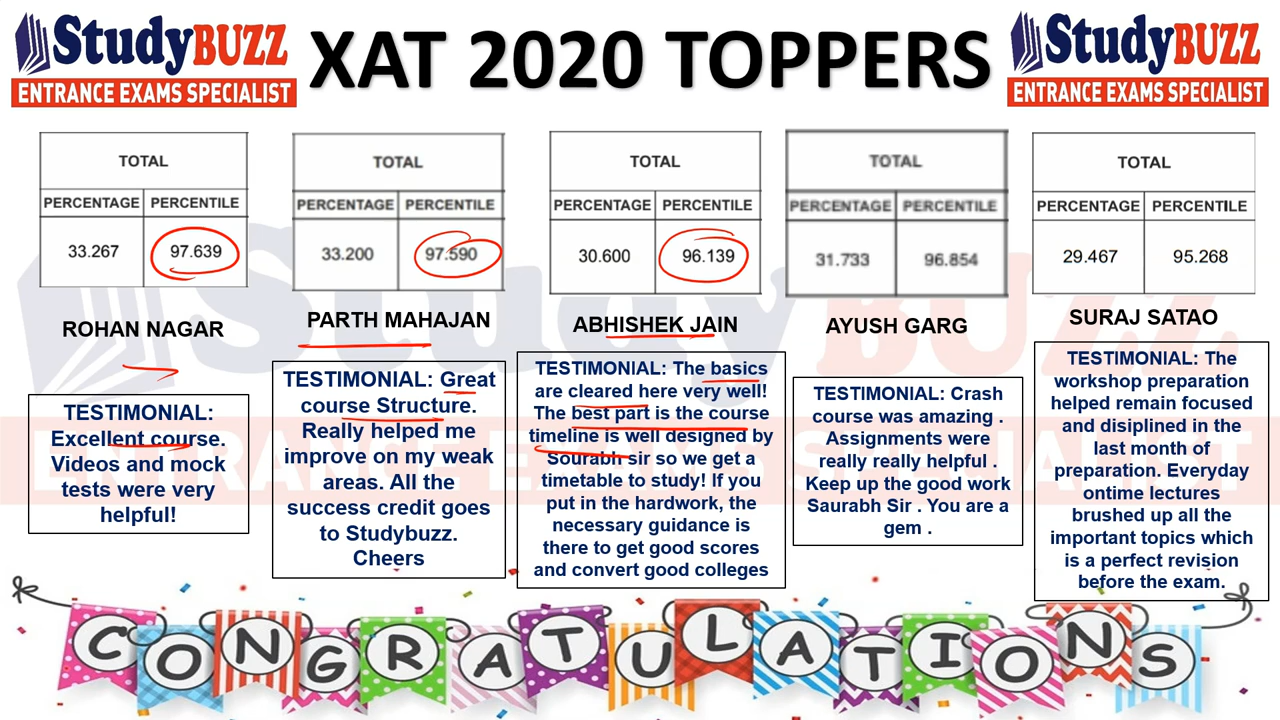 StudyBUZZ
ENTRANCE EXAMS SPECIALIST
XAT 2020 TOPPERS
StudyBUZZ
ENTRANCE EXAMS SPECIALIST
TOTAL
PERCENTAGE PERCENTILE
33.267 97.639
ROHAN NAGAR
TESTIMONIAL:
Excellent course.
Videos and mock
tests were very
helpful!
TOTAL
PERCENTAGE PERCENTILE
33.200 97.590
PARTH MAHAJAN
TESTIMONIAL: Great
course Structure.
Really helped me
improve on my weak
areas. All the
success credit goes
to Studybuzz.
Cheers
TOTAL
PERCENTAGE PERCENTILE
30.600 96.139
ABHISHEK JAIN
TESTIMONIAL: The basics
are cleared here very well!
The best part is the course
timeline is well designed by
Sourabh sir so we get a
timetable to study! If you
put in the hardwork, the
necessary guidance is
there to get good scores
and convert good colleges
TOTAL
PERCENTAGE PERCENTILE
31.733 96.854
AYUSH GARG
TESTIMONIAL: Crash
course was amazing .
Assignments were
really really helpful .
Keep up the good work
Saurabh Sir . You are a
gem .
TOTAL
PERCENTAGE PERCENTILE
29.467 95.268
SURAJ SATAO
TESTIMONIAL: The
workshop preparation
helped remain focused
and disiplined in the
last month of
preparation. Everyday
ontime lectures
brushed up all the
important topics which
is a perfect revision
before the exam.
StudyBUZZ
ENTRANCE EXAMS SPECIALIST
CONGRATULATIONS